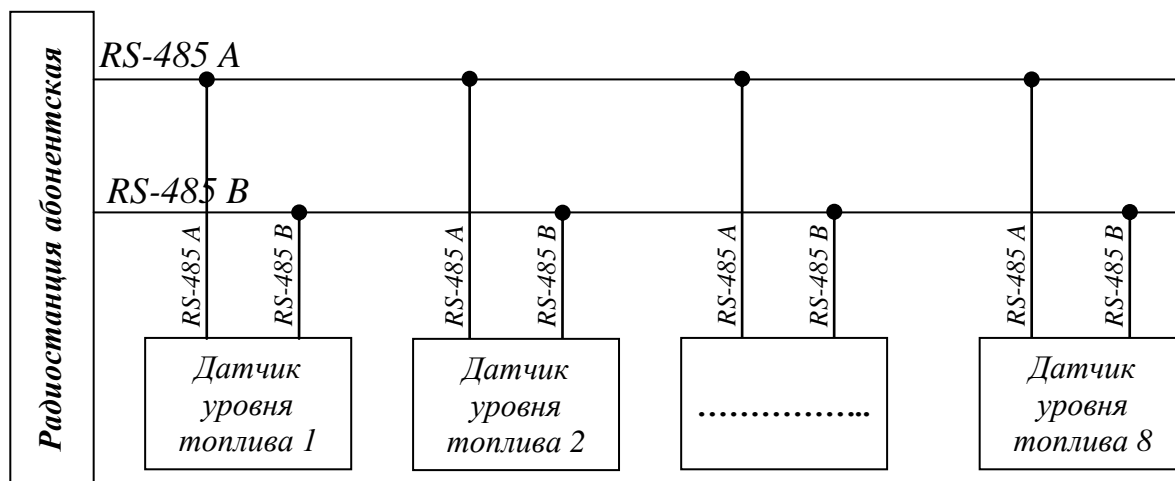 Радиостанция абонентская
RS-485 A
RS-485 B
RS-485 A
RS-485 B
RS-485 A
RS-485 B
RS-485 A
RS-485 B
RS-485 A
RS-485 B
Датчик
уровня
топлива 1
Датчик
уровня
топлива 2
………………..
Датчик
уровня
топлива 8